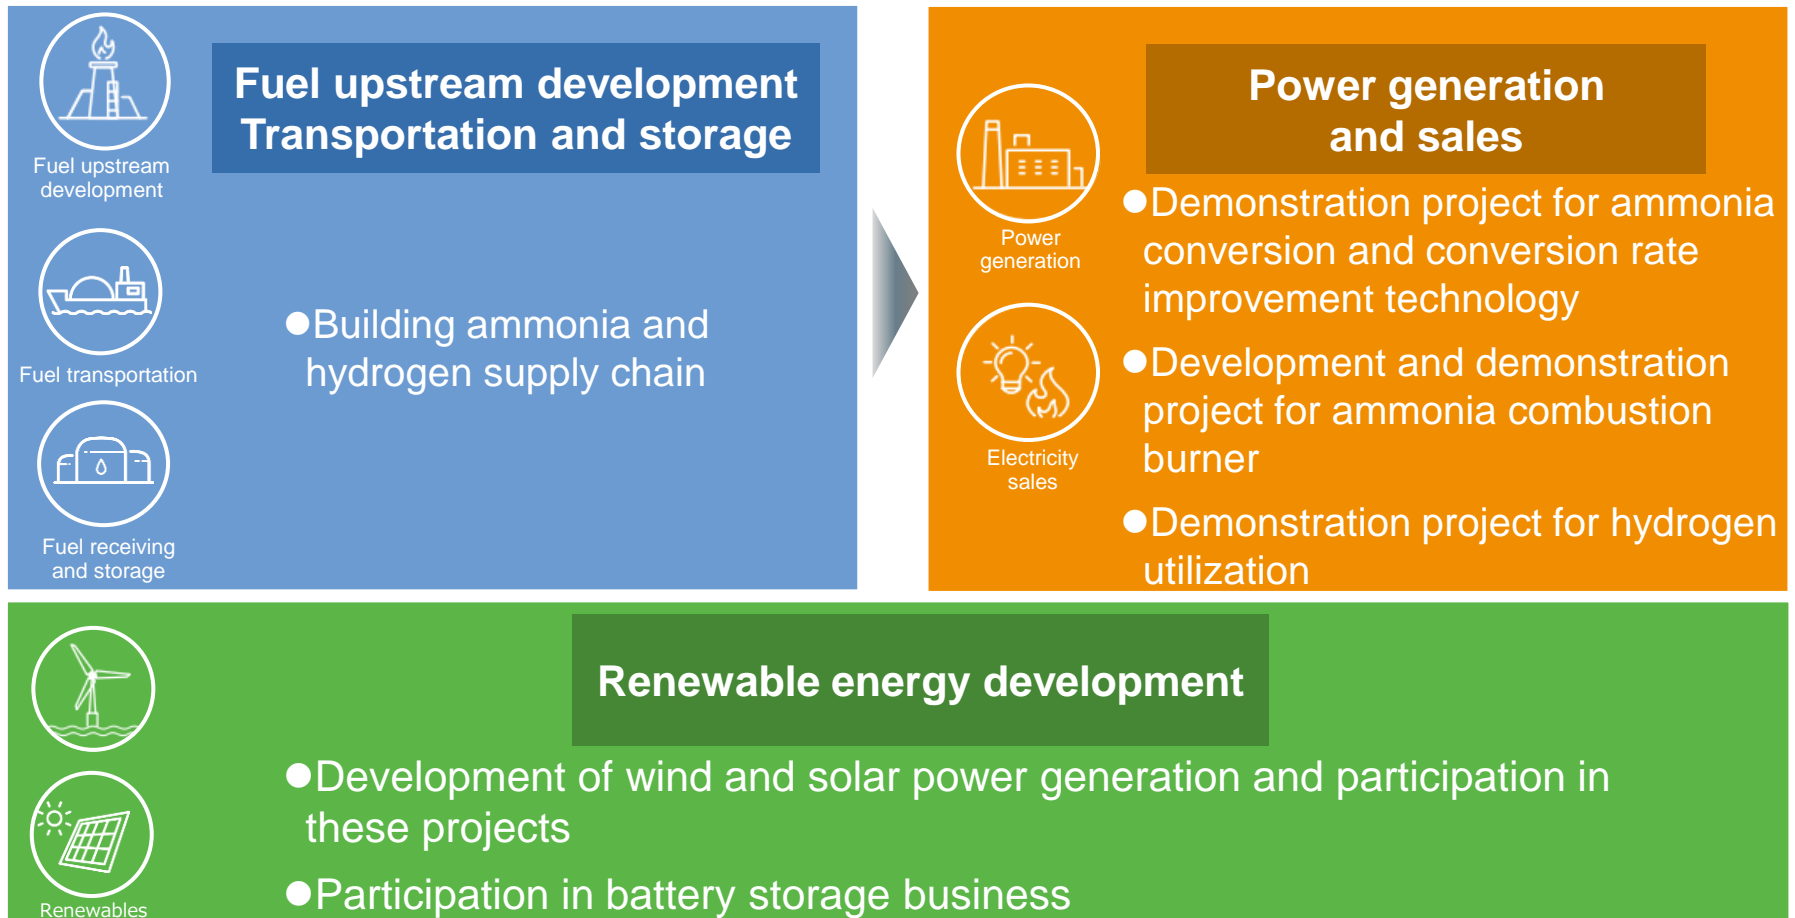 Fuel upstream
development
Fuel transportation
Fuel receiving
and storage
Fuel upstream development
Transportation and storage
●Building ammonia and
hydrogen supply chain
Power
generation
Electricity
sales
Power generation
and sales
●Demonstration project for ammonia
conversion and conversion rate
improvement technology
●Development and demonstration
project for ammonia combustion
burner
●Demonstration project for hydrogen
utilization
Renewables
Renewable energy development
●Development of wind and solar power generation and participation in
these projects
●Participation in battery storage business